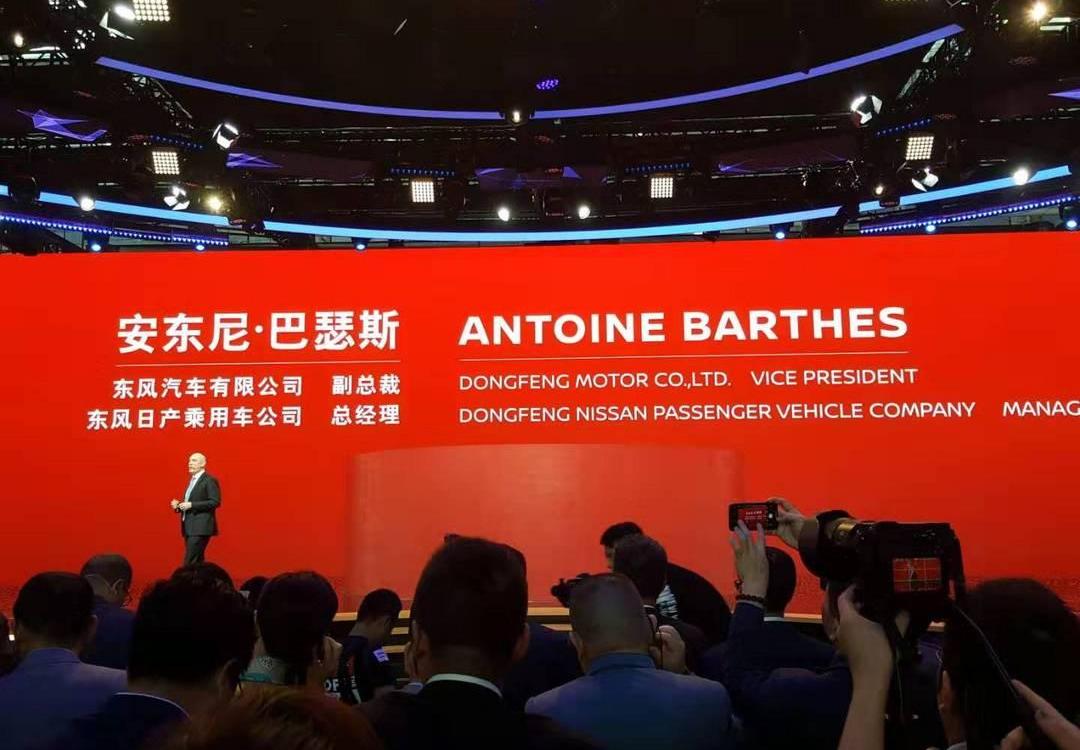 安东尼·巴瑟斯
东风汽车有限公司 副总裁
东风日产乘用车公司 总经理
ANTOINE BARTHES
DONGFENG MOTOR CO.,LTD. VICE PRESIDENT
DONGFENG NISSAN PASSENGER VEHICLE COMPANY MANAG